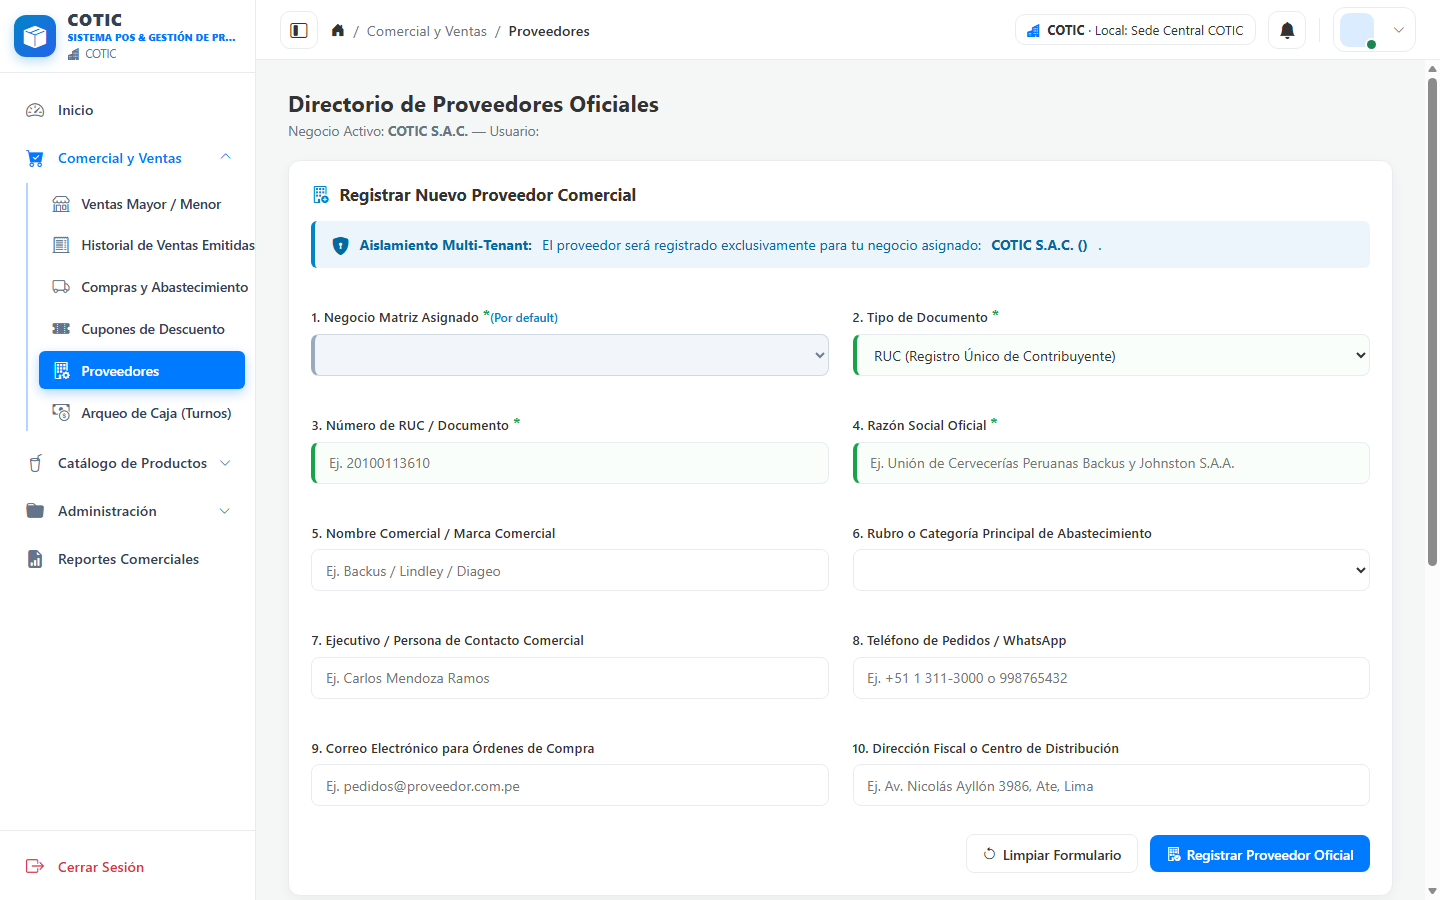 COTIC
SISTEMA POS & GESTIÓN DE PR...
COTIC
Inicio
Comercial y Ventas
Ventas Mayor / Menor
Historial de Ventas Emitidas
Compras y Abastecimiento
Cupones de Descuento
Proveedores
Arqueo de Caja (Turnos)
Catálogo de Productos
Administración
Reportes Comerciales
Cerrar Sesión
/ Comercial y Ventas / Proveedores
COTIC · Local: Sede Central COTIC
Directorio de Proveedores Oficiales
Negocio Activo: COTIC S.A.C. — Usuario:
Registrar Nuevo Proveedor Comercial
Aislamiento Multi-Tenant: El proveedor será registrado exclusivamente para tu negocio asignado: COTIC S.A.C. () .
1. Negocio Matriz Asignado *(Por default)
2. Tipo de Documento *
RUC (Registro Único de Contribuyente)
3. Número de RUC / Documento *
4. Razón Social Oficial *
Ej. 20100113610
Ej. Unión de Cervecerías Peruanas Backus y Johnston S.A.A.
5. Nombre Comercial / Marca Comercial
6. Rubro o Categoría Principal de Abastecimiento
Ej. Backus / Lindley / Diageo
7. Ejecutivo / Persona de Contacto Comercial
8. Teléfono de Pedidos / WhatsApp
Ej. Carlos Mendoza Ramos
Ej. +51 1 311-3000 o 998765432
9. Correo Electrónico para Órdenes de Compra
10. Dirección Fiscal o Centro de Distribución
Ej. pedidos@proveedor.com.pe
Ej. Av. Nicolás Ayllón 3986, Ate, Lima
Limpiar Formulario
Registrar Proveedor Oficial